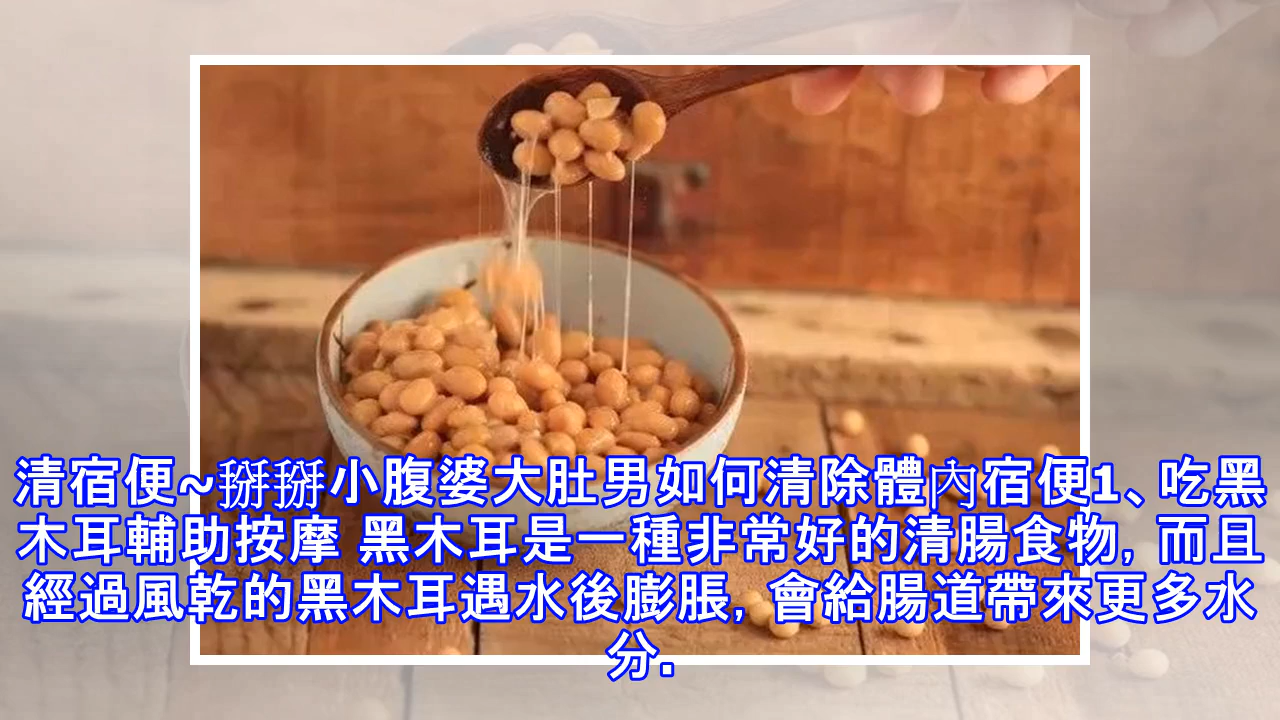 清宿便~掰掰小腹婆大肚男如何清除體內宿便1、吃黑
木耳輔助按摩 黑木耳是一種非常好的清腸食物, 而且
經過風乾的黑木耳遇水後膨脹, 會給腸道帶來更多水
分.